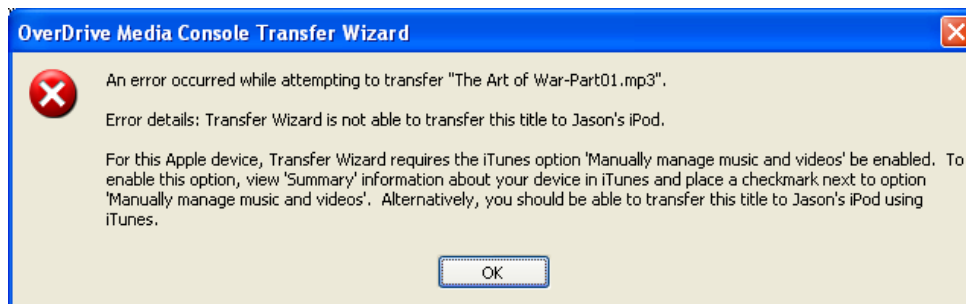 OverDrive Media Console Transfer Wizard
An error occurred while attempting to transfer "The Art of War-Part01.mp3".
Error details: Transfer Wizard is not able to transfer this title to Jason's iPod.
For this Apple device, Transfer Wizard requires the iTunes option 'Manually manage music and videos' be enabled.  To
enable this option, view 'Summary' information about your device in iTunes and place a checkmark next to option
'Manually manage music and videos'.  Alternatively, you should be able to transfer this title to Jason's iPod using
iTunes.
OK